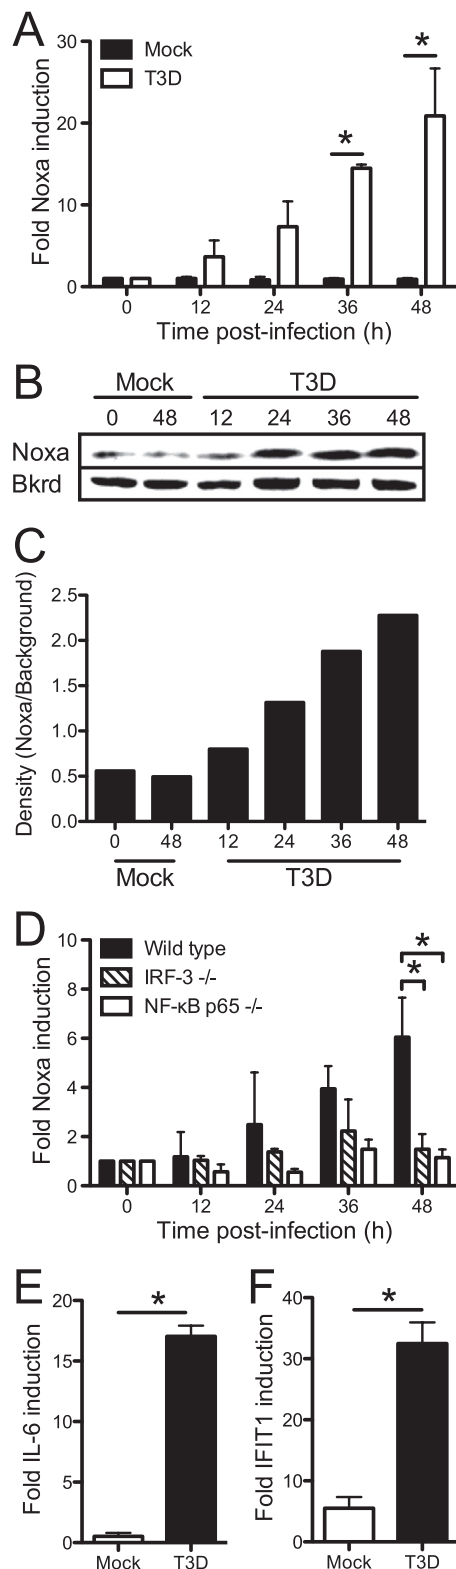 A
Fold Noxa induction
30
20
10
0
Mock
T3D
*
*
0 12 24 36 48
Time post-infection (h)
B
Mock T3D
0 48 12 24 36 48
Noxa
Bkrd
C
Density (Noxa/Background)
2.5
2.0
1.5
1.0
0.5
0.0
0 48 12 24 36 48
Mock T3D
D
Fold Noxa induction
10
8
6
4
2
0
Wild type
IRF-3 -/-
NF-κB p65 -/-
*
*
0 12 24 36 48
Time post-infection (h)
E
Fold IL-6 induction
20
15
10
5
0
*
Mock T3D
F
Fold IFIT1 induction
40
30
20
10
0
*
Mock T3D